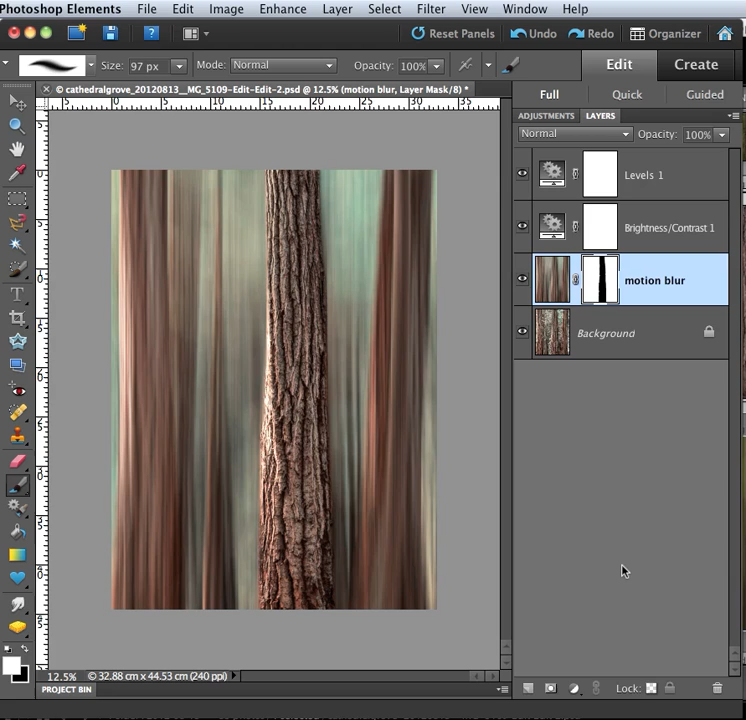 Photoshop Elements File Edit Image Enhance Layer Select Filter View Window Help
Reset Panels Undo Redo Organizer
Size: 97 px Mode: Normal Opacity: 100% Edit Create
© cathedralgrove_20120813__MG_5109-Edit-Edit-2.psd @ 12.5% (motion blur, Layer Mask/8) *
Full Quick Guided
ADJUSTMENTS LAYERS
Normal Opacity: 100%
Levels 1
Brightness/Contrast 1
motion blur
Background
12.5% © 32.88 cm x 44.53 cm (240 ppi)
PROJECT BIN
Lock: